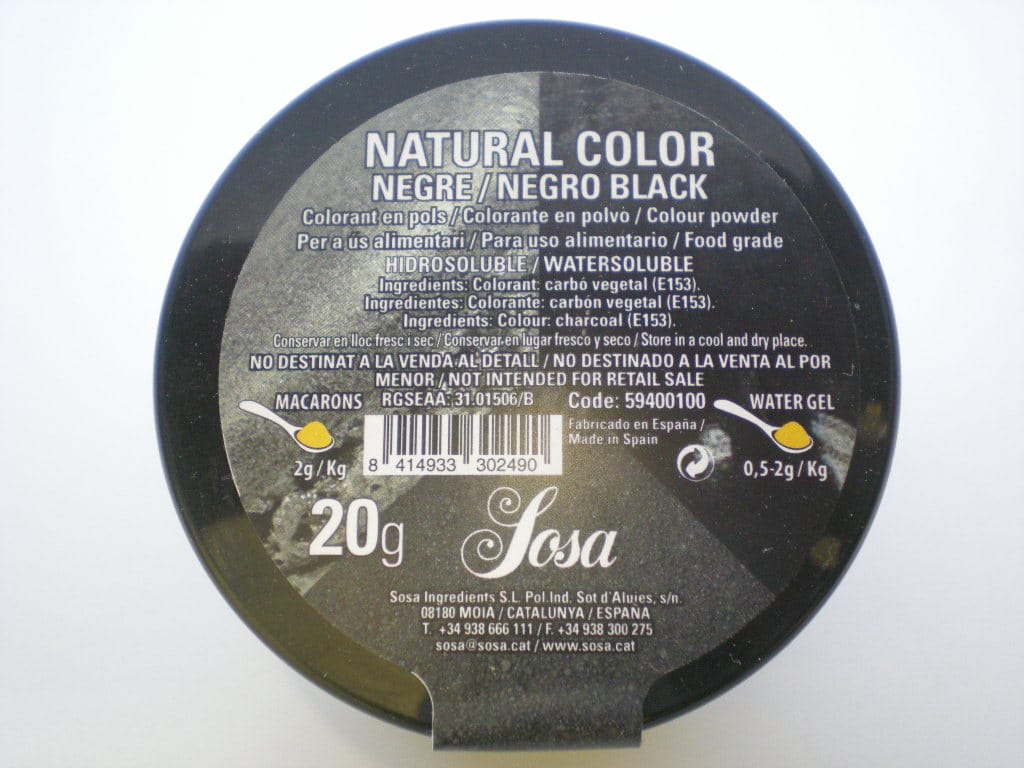 NATURAL COLOR
NEGRE / NEGRO BLACK
Colorant en pols / Colorante en polvo / Colour powder
Per a ús alimentari / Para uso alimentario / Food grade
HIDROSOLUBLE / WATERSOLUBLE
Ingredients: Colorant: carbó vegetal (E153).
Ingredientes: Colorante: carbón vegetal (E153).
Ingredients: Colour: charcoal (E153).
Conservar en lloc fresc i sec / Conservar en lugar fresco y seco / Store in a cool and dry place.
NO DESTINAT A LA VENDA AL DETALL / NO DESTINADO A LA VENTA AL POR
MENOR / NOT INTENDED FOR RETAIL SALE
MACARONS RGSEAA: 31.01506/B Code: 59400100 WATER GEL
Fabricado en España /
Made in Spain
2g / Kg 8 414933 302490 0,5-2g / Kg
20g Sosa
Sosa Ingredients S.L. Pol.Ind. Sot d'Aluies, s/n.
08180 MOIÀ / CATALUNYA / ESPAÑA
T. +34 938 666 111 / F. +34 938 300 275
sosa@sosa.cat / www.sosa.cat